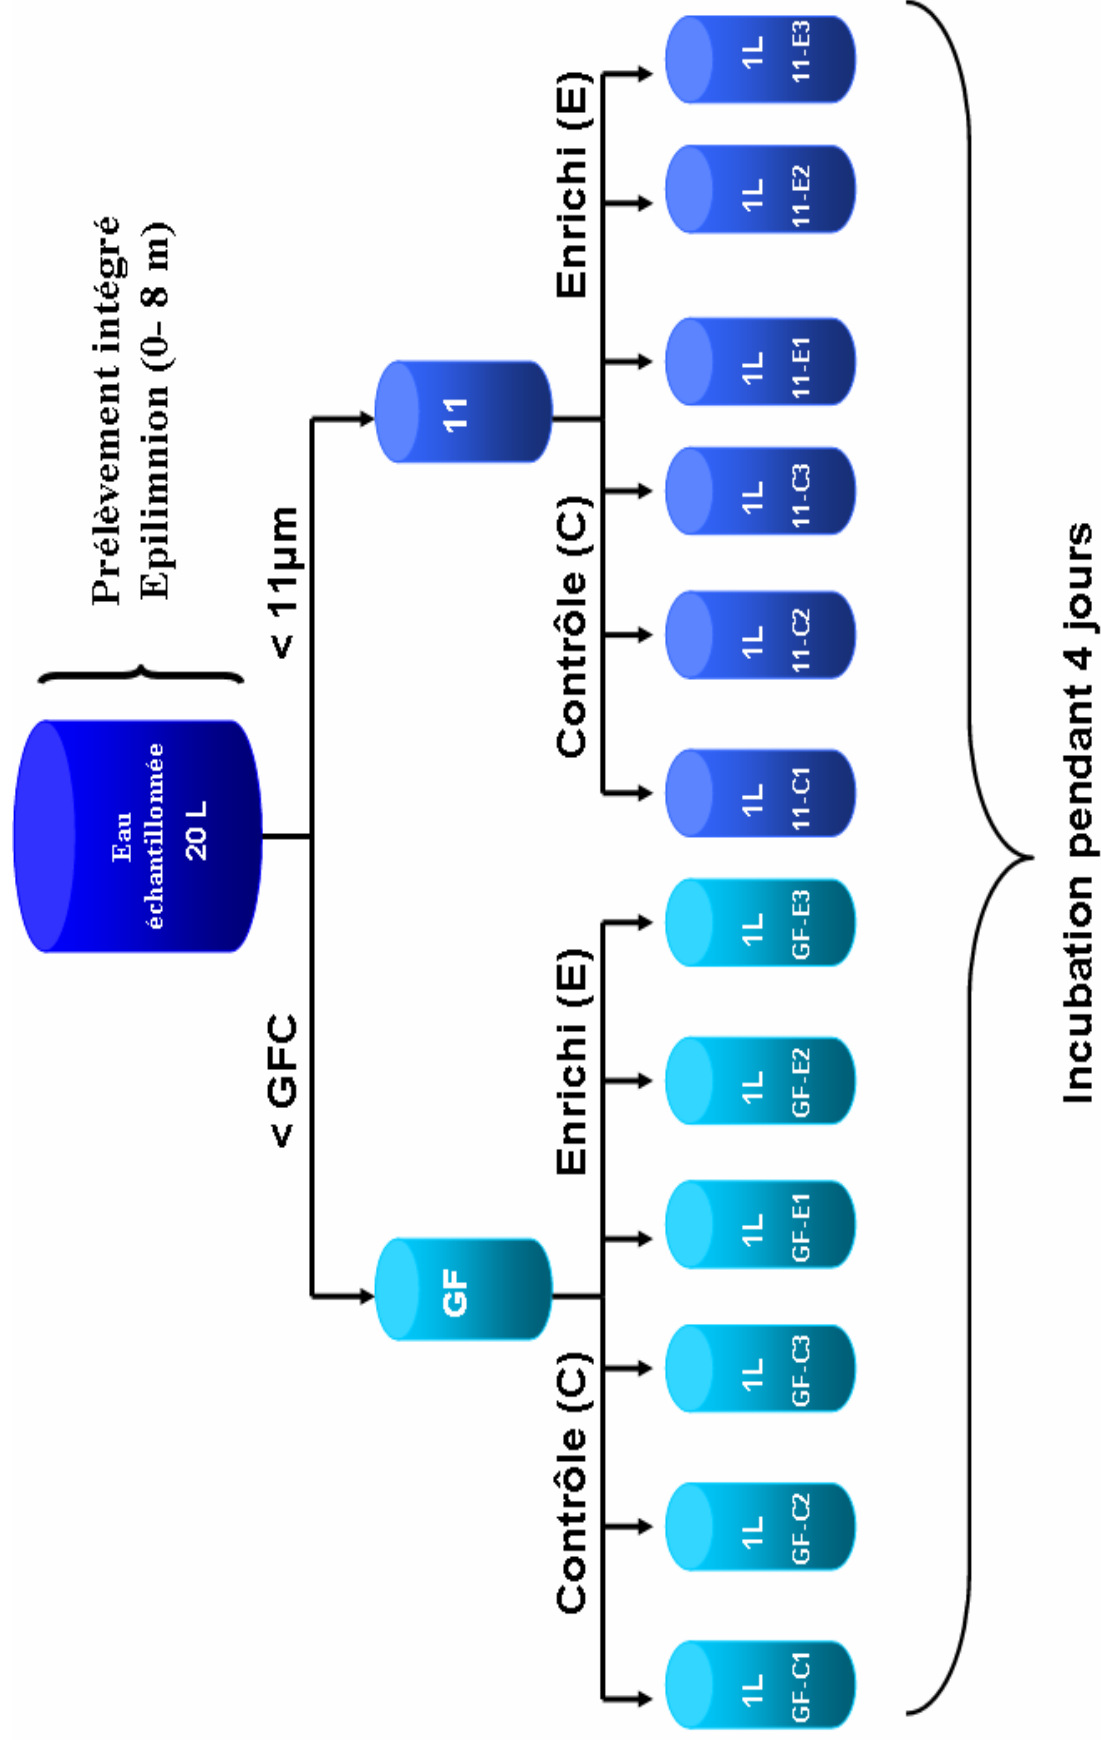 Prélèvement intégré
Epilimnion (0- 8 m)
Eau
échantillonnée
20 L
< GFC
< 11µm
GF
11
Contrôle (C)
Enrichi (E)
Contrôle (C)
Enrichi (E)
1L
GF-C1
1L
GF-C2
1L
GF-C3
1L
GF-E1
1L
GF-E2
1L
GF-E3
1L
11-C1
1L
11-C2
1L
11-C3
1L
11-E1
1L
11-E2
1L
11-E3
Incubation pendant 4 jours